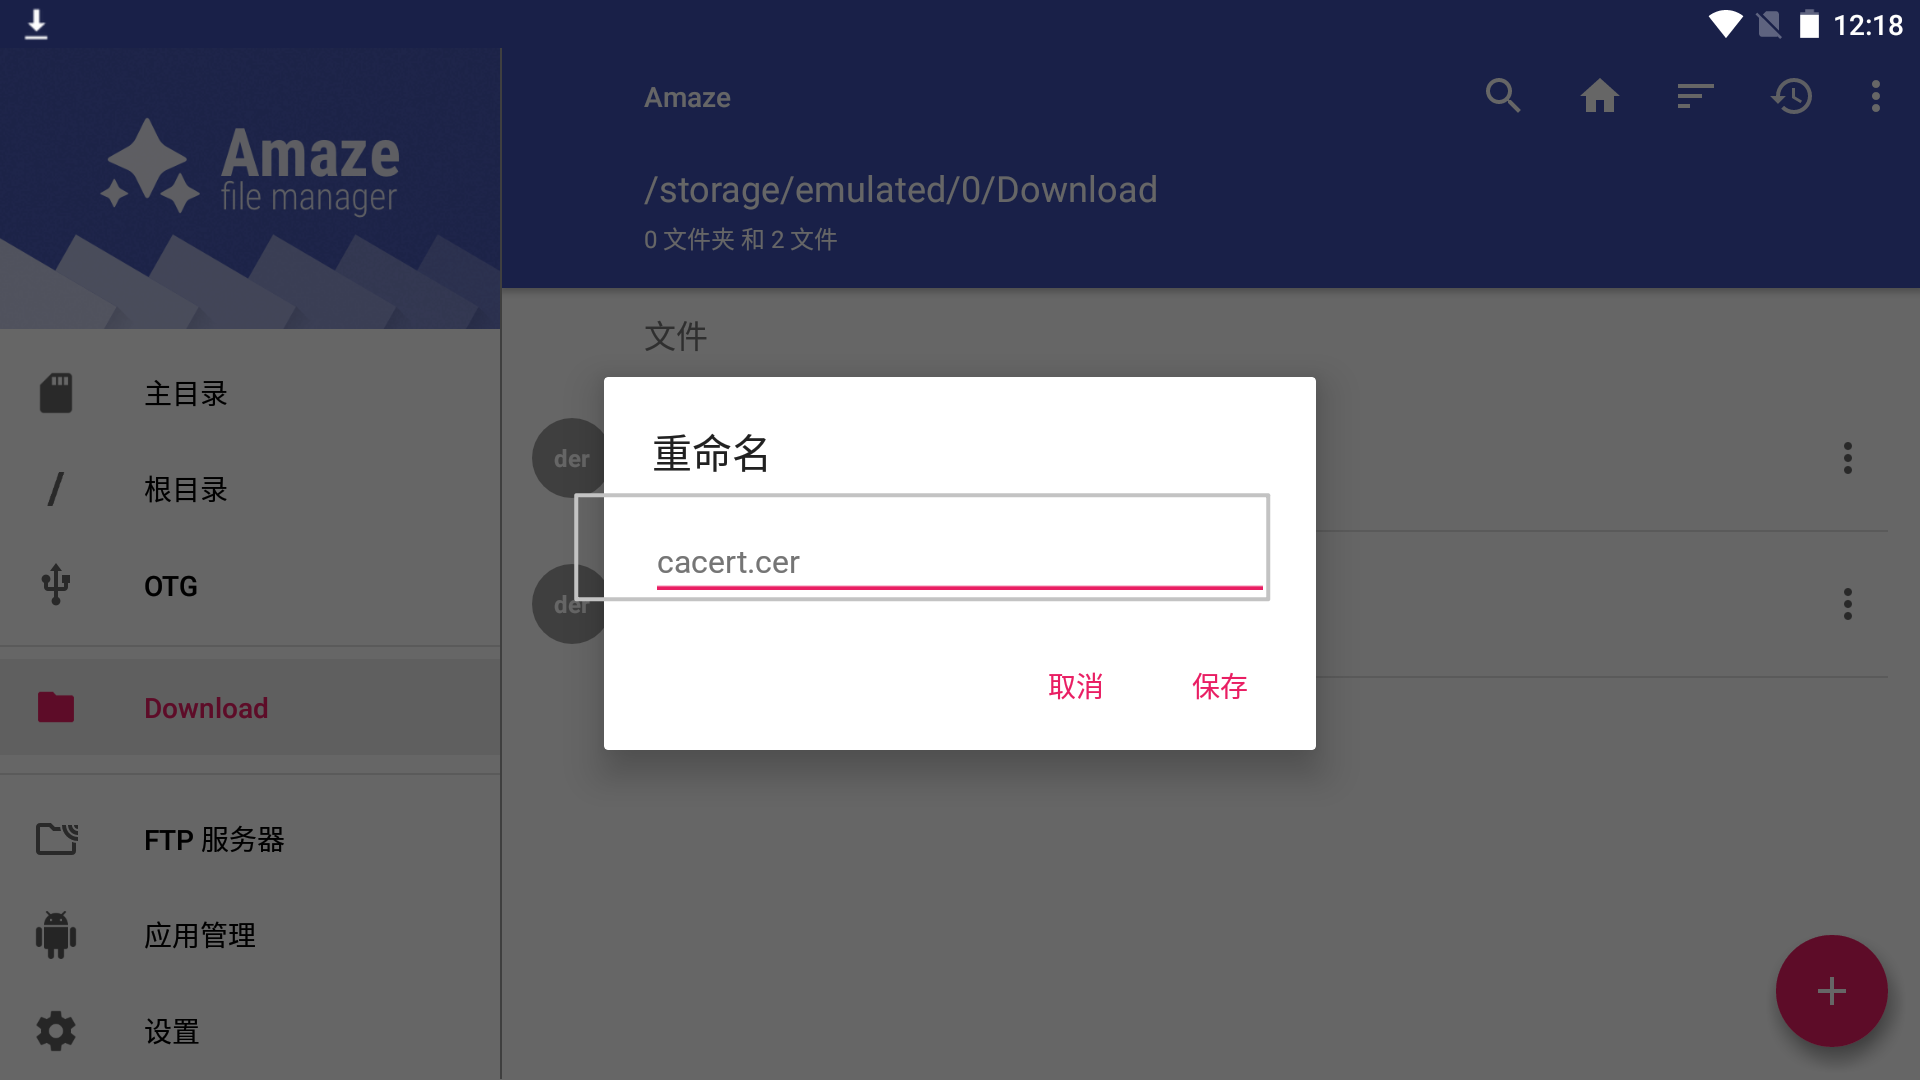 12:18
Amaze
file manager
主目录
根目录
OTG
Download
FTP 服务器
应用管理
设置
Amaze
/storage/emulated/0/Download
0 文件夹 和 2 文件
文件
der
der
重命名
cacert.cer
取消
保存